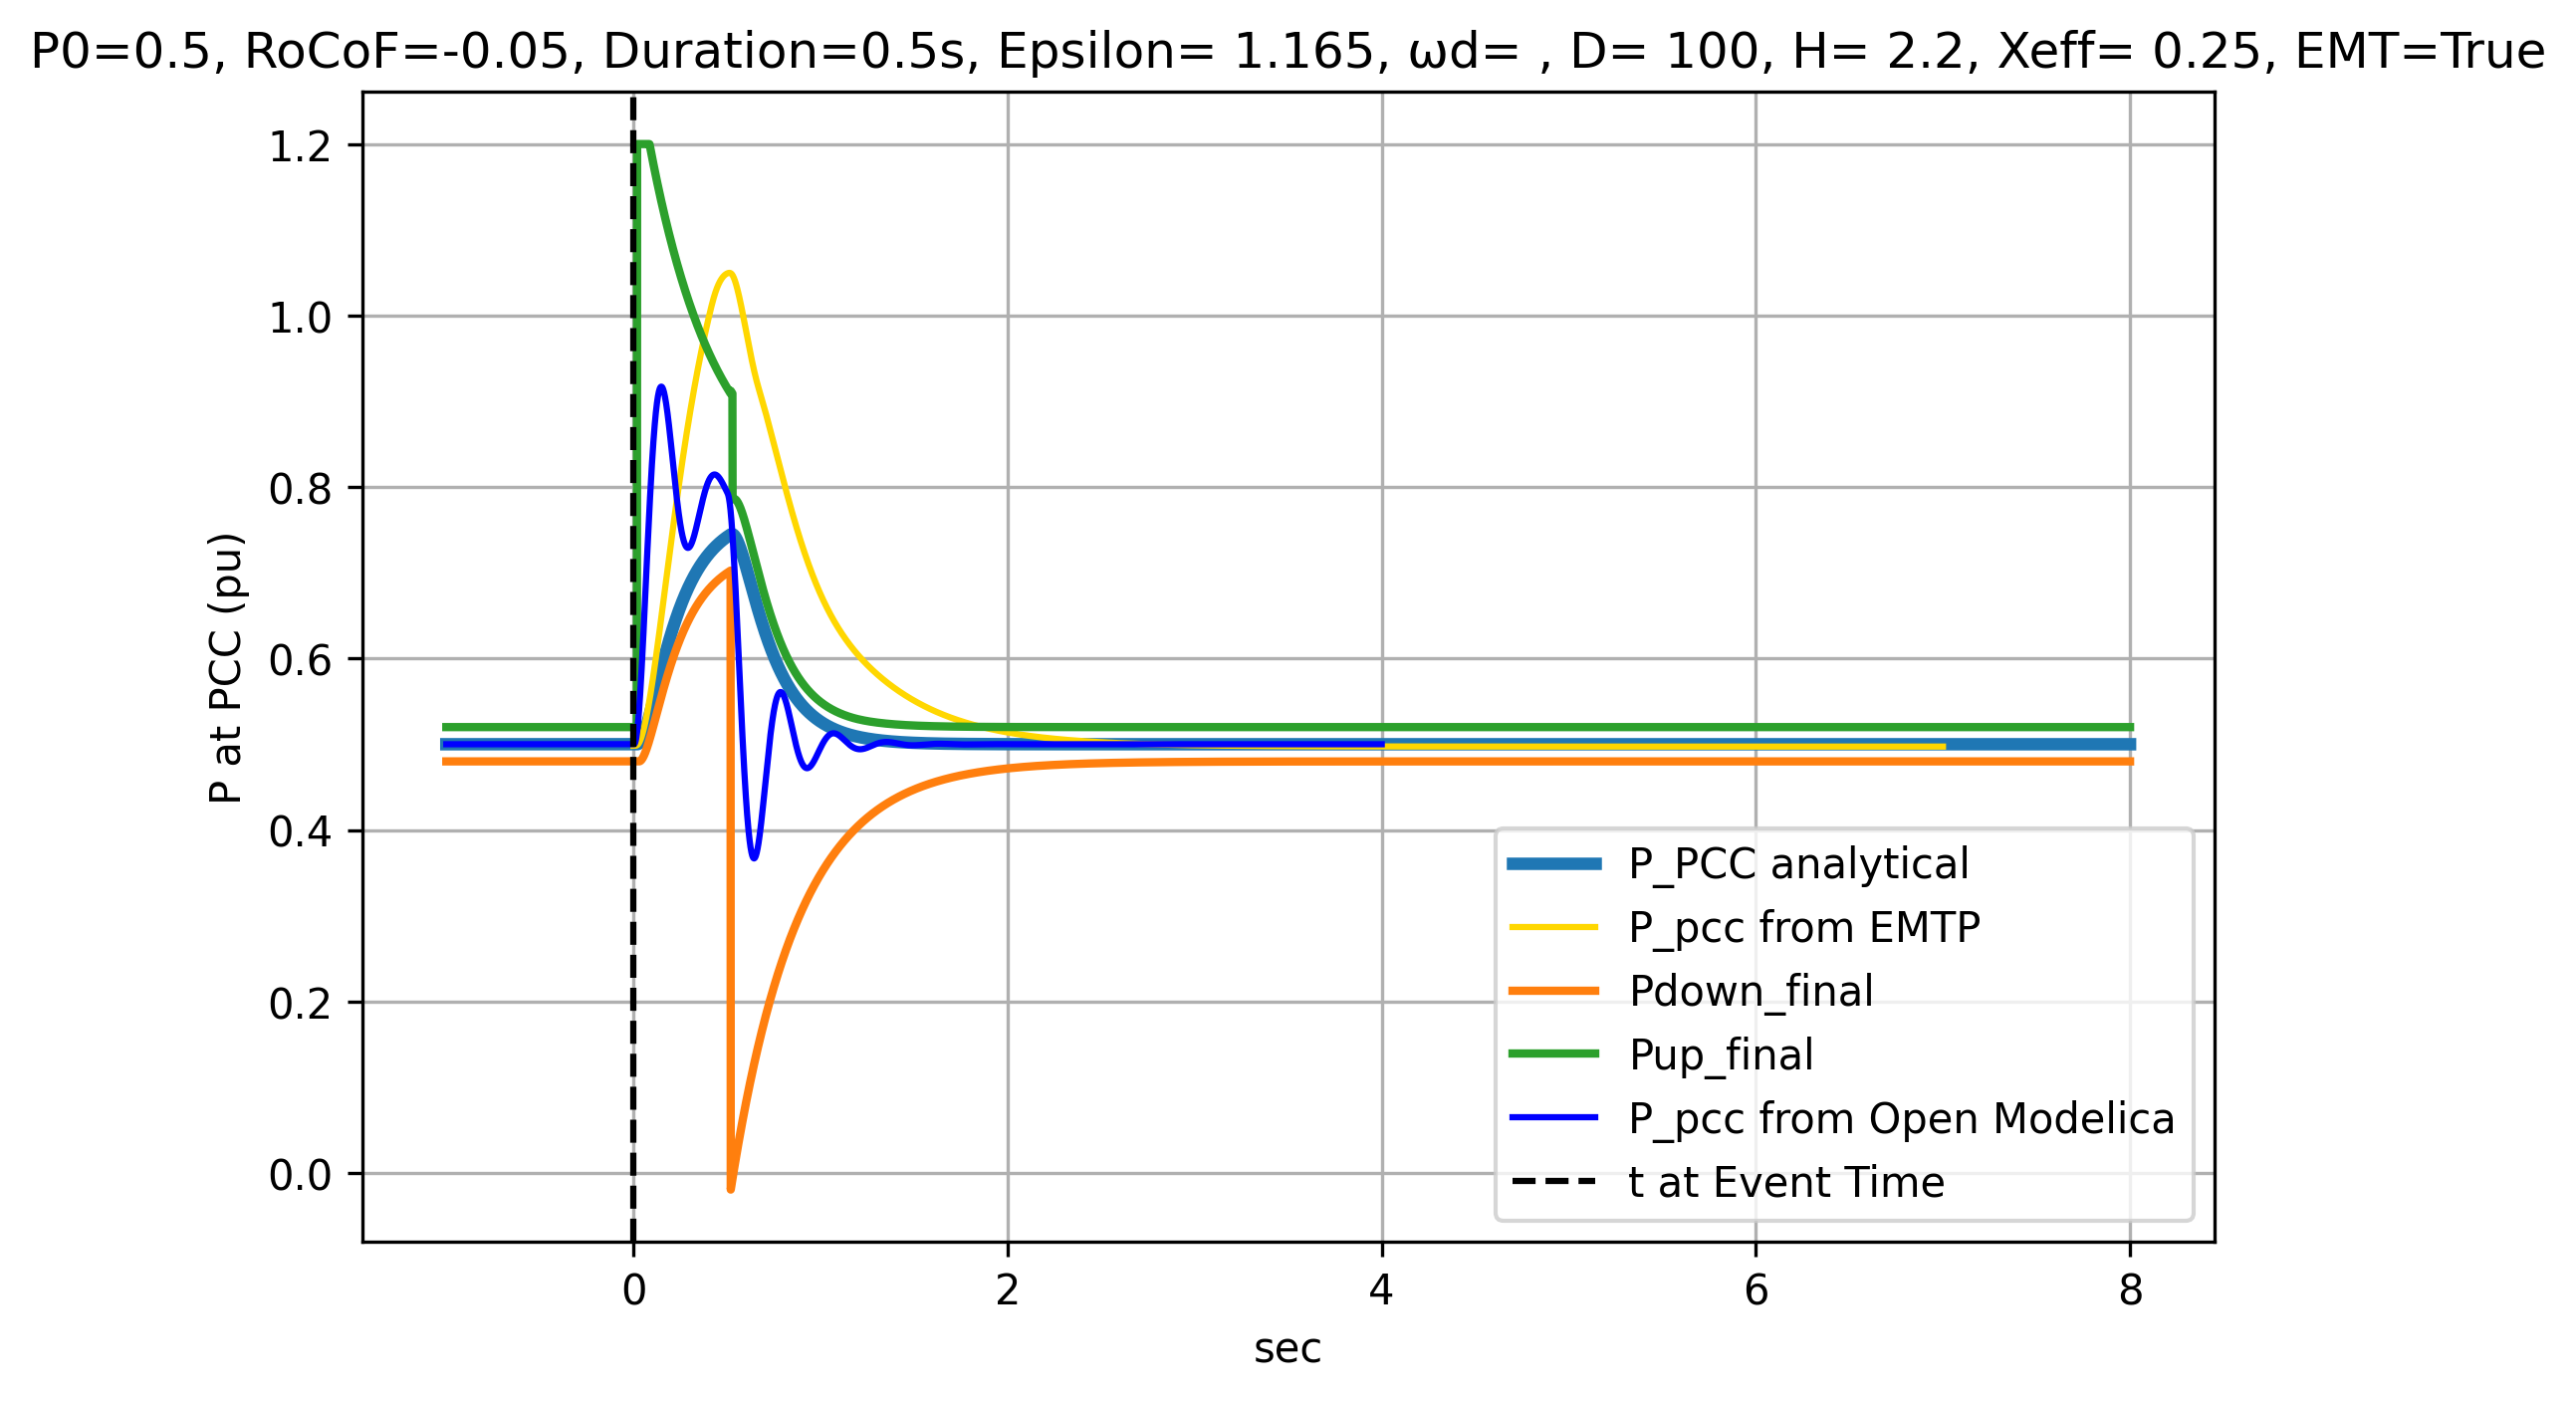 P0=0.5, RoCoF=-0.05, Duration=0.5s, Epsilon= 1.165, ωd= , D= 100, H= 2.2, Xeff= 0.25, EMT=True
1.2
1.0
0.8
0.6
0.4
0.2
0.0
P at PCC (pu)
P_PCC analytical
P_pcc from EMTP
Pdown_final
Pup_final
P_pcc from Open Modelica
t at Event Time
0 2 4 6 8
sec